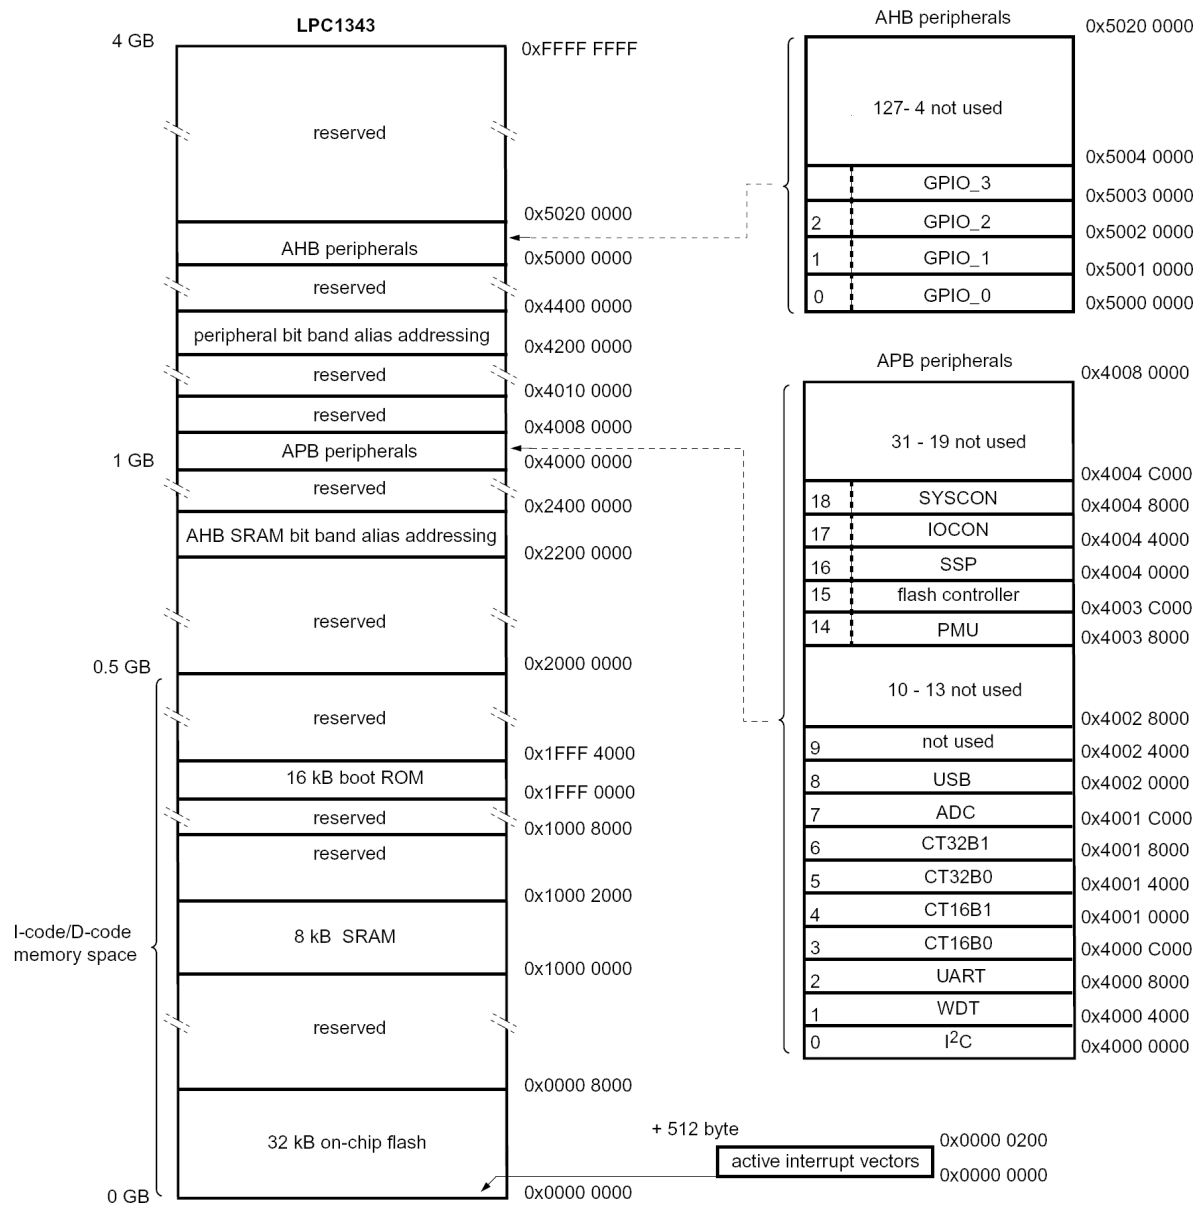 LPC1343
4 GB
0xFFFF FFFF
reserved
0x5020 0000
AHB peripherals
0x5000 0000
reserved
0x4400 0000
peripheral bit band alias addressing
0x4200 0000
reserved
0x4010 0000
reserved
0x4008 0000
APB peripherals
1 GB
0x4000 0000
reserved
0x2400 0000
AHB SRAM bit band alias addressing
0x2200 0000
reserved
0.5 GB
0x2000 0000
reserved
0x1FFF 4000
16 kB boot ROM
0x1FFF 0000
reserved
0x1000 8000
reserved
0x1000 2000
I-code/D-code
memory space
8 kB SRAM
0x1000 0000
reserved
0x0000 8000
32 kB on-chip flash
0 GB
0x0000 0000
AHB peripherals
0x5020 0000
127- 4 not used
0x5004 0000
GPIO_3
0x5003 0000
2 GPIO_2
0x5002 0000
1 GPIO_1
0x5001 0000
0 GPIO_0
0x5000 0000
APB peripherals
0x4008 0000
31 - 19 not used
0x4004 C000
18 SYSCON
0x4004 8000
17 IOCON
0x4004 4000
16 SSP
0x4004 0000
15 flash controller
0x4003 C000
14 PMU
0x4003 8000
10 - 13 not used
0x4002 8000
9 not used
0x4002 4000
8 USB
0x4002 0000
7 ADC
0x4001 C000
6 CT32B1
0x4001 8000
5 CT32B0
0x4001 4000
4 CT16B1
0x4001 0000
3 CT16B0
0x4000 C000
2 UART
0x4000 8000
1 WDT
0x4000 4000
0 I²C
0x4000 0000
+ 512 byte
0x0000 0200
active interrupt vectors
0x0000 0000